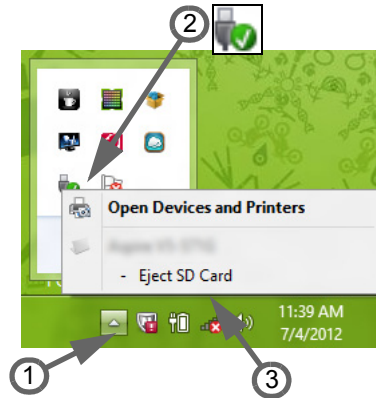 2
Open Devices and Printers
- Eject SD Card
11:39 AM
7/4/2012
1
3